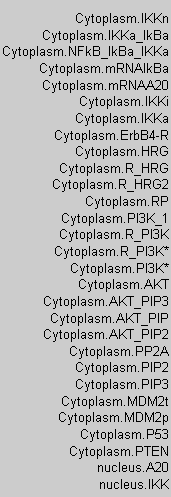 Cytoplasm.IKKn
Cytoplasm.IKKa_IkBa
Cytoplasm.NFkB_IkBa_IKKa
Cytoplasm.mRNAIkBa
Cytoplasm.mRNAA20
Cytoplasm.IKKi
Cytoplasm.IKKa
Cytoplasm.ErbB4-R
Cytoplasm.HRG
Cytoplasm.R_HRG
Cytoplasm.R_HRG2
Cytoplasm.RP
Cytoplasm.PI3K_1
Cytoplasm.R_PI3K
Cytoplasm.R_PI3K*
Cytoplasm.PI3K*
Cytoplasm.AKT
Cytoplasm.AKT_PIP3
Cytoplasm.AKT_PIP
Cytoplasm.AKT_PIP2
Cytoplasm.PP2A
Cytoplasm.PIP2
Cytoplasm.PIP3
Cytoplasm.MDM2t
Cytoplasm.MDM2p
Cytoplasm.P53
Cytoplasm.PTEN
nucleus.A20
nucleus.IKK